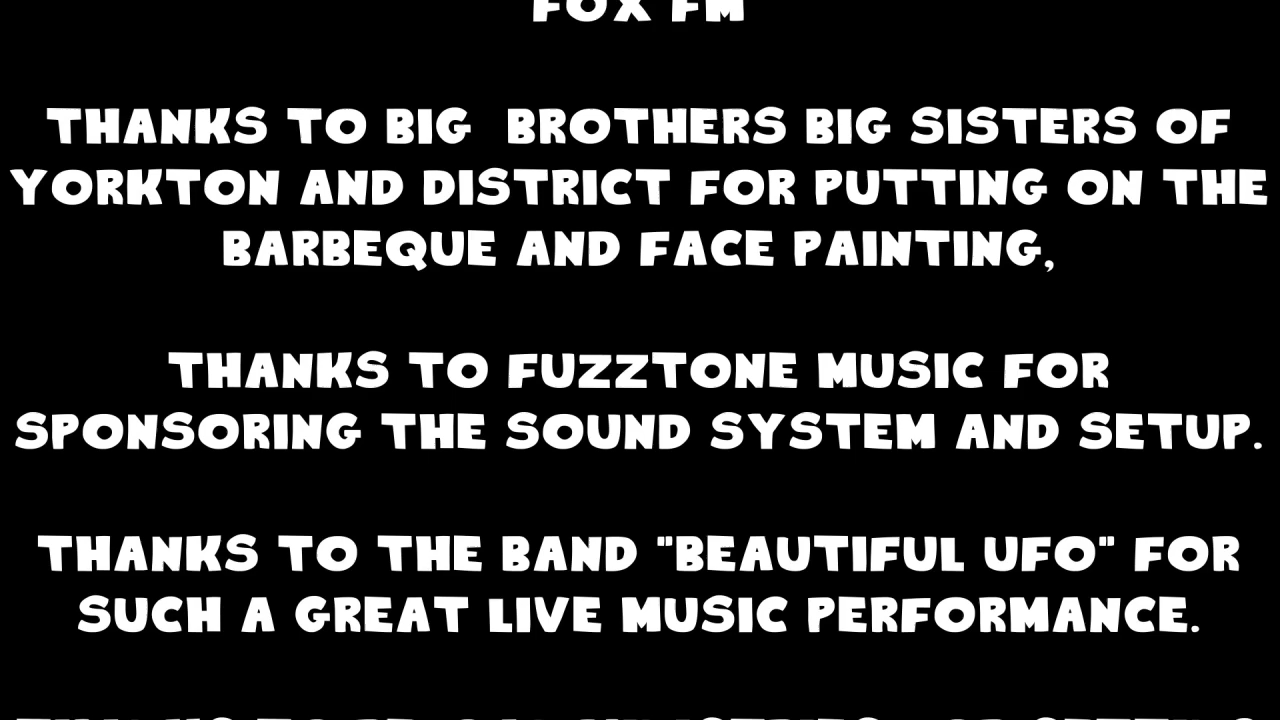 FOX FM
THANKS TO BIG  BROTHERS BIG SISTERS OF
YORKTON AND DISTRICT FOR PUTTING ON THE
BARBEQUE AND FACE PAINTING,
THANKS TO FUZZTONE MUSIC FOR
SPONSORING THE SOUND SYSTEM AND SETUP.
THANKS TO THE BAND "BEAUTIFUL UFO" FOR
SUCH A GREAT LIVE MUSIC PERFORMANCE.